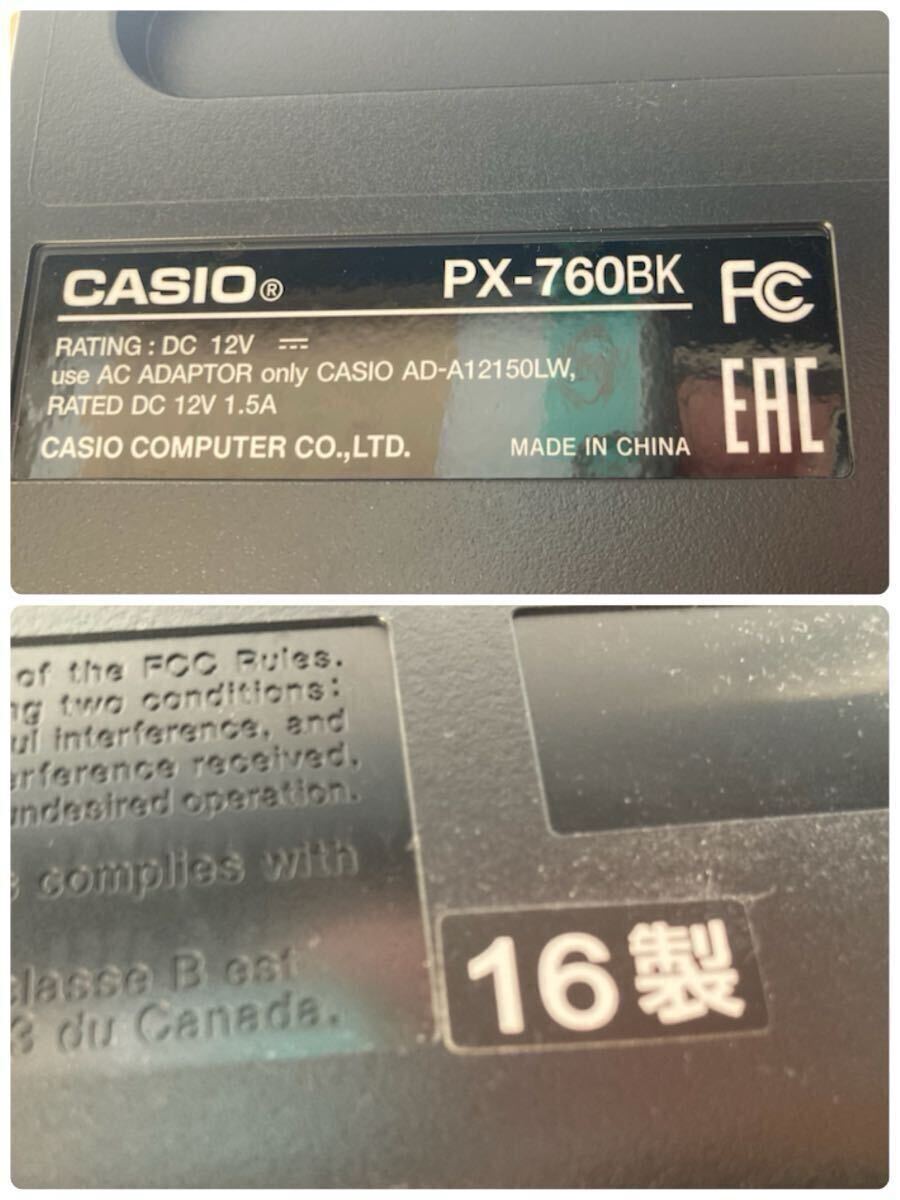 CASIO® PX-760BK FC
RATING : DC 12V ⎓
use AC ADAPTOR only CASIO AD-A12150LW,
RATED DC 12V 1.5A
EAC
CASIO COMPUTER CO.,LTD. MADE IN CHINA
of the FCC Rules.
two conditions:
interference, and
received,
undesired operation.
complies with
classe B est
du Canada.
16製